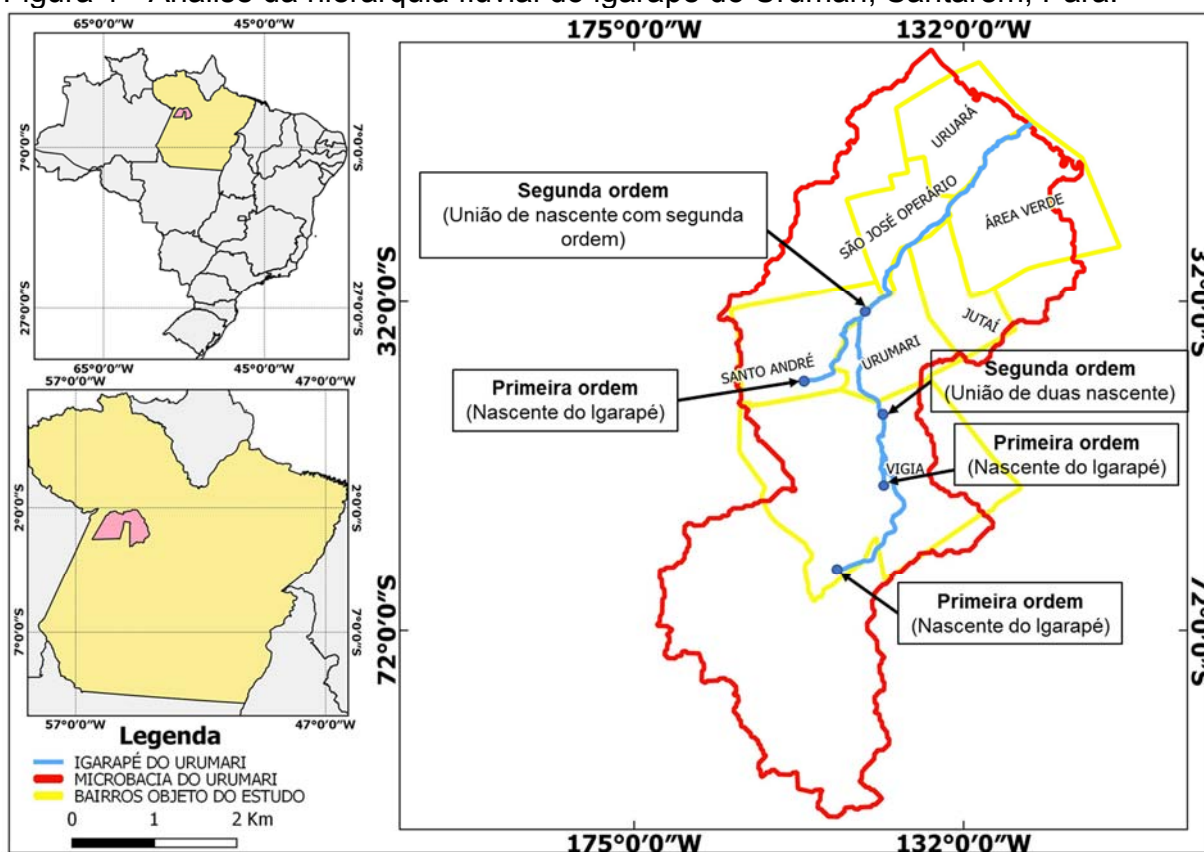 Figura 4 - Análise da hierarquia fluvial do Igarapé do Urumari, Santarém, Pará.
65°0'0"W 45°0'0"W
7°0'0"S 7°0'0"S
27°0'0"S 27°0'0"S
65°0'0"W 45°0'0"W
57°0'0"W 47°0'0"W
2°0'0"S 2°0'0"S
7°0'0"S 7°0'0"S
57°0'0"W 47°0'0"W
Legenda
IGARAPÉ DO URUMARI
MICROBACIA DO URUMARI
BAIRROS OBJETO DO ESTUDO
0 1 2 Km
175°0'0"W 132°0'0"W
32°0'0"S 32°0'0"S
72°0'0"S 72°0'0"S
175°0'0"W 132°0'0"W
URUARÁ
SÃO JOSÉ OPERÁRIO
ÁREA VERDE
Segunda ordem
(União de nascente com segunda
ordem)
JUTAÍ
URUMARI
SANTO ANDRÉ
Primeira ordem
(Nascente do Igarapé)
Segunda ordem
(União de duas nascente)
Primeira ordem
(Nascente do Igarapé)
VIGIA
Primeira ordem
(Nascente do Igarapé)